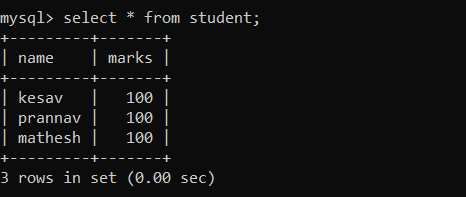 mysql> select * from student;
+---------+-------+
| name    | marks |
+---------+-------+
| kesav   |   100 |
| prannav |   100 |
| mathesh |   100 |
+---------+-------+
3 rows in set (0.00 sec)